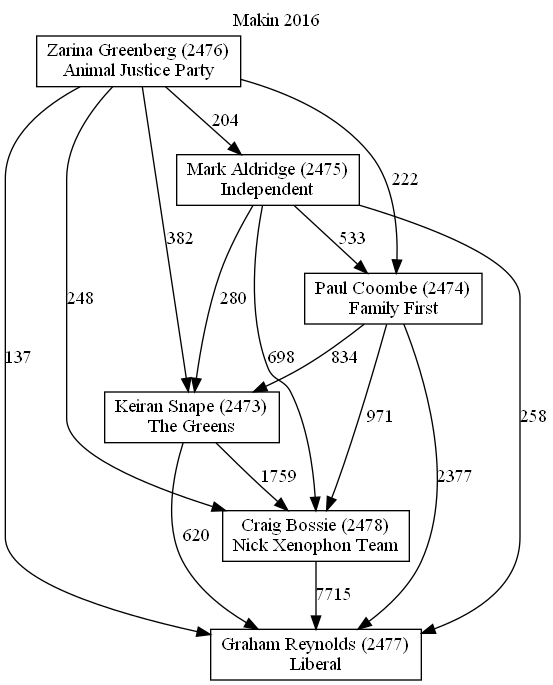 Makin 2016
Zarina Greenberg (2476)
Animal Justice Party
204
Mark Aldridge (2475)
Independent
222
382
280
533
Paul Coombe (2474)
Family First
248
137
698
834
Keiran Snape (2473)
The Greens
971
258
1759
2377
620
Craig Bossie (2478)
Nick Xenophon Team
7715
Graham Reynolds (2477)
Liberal